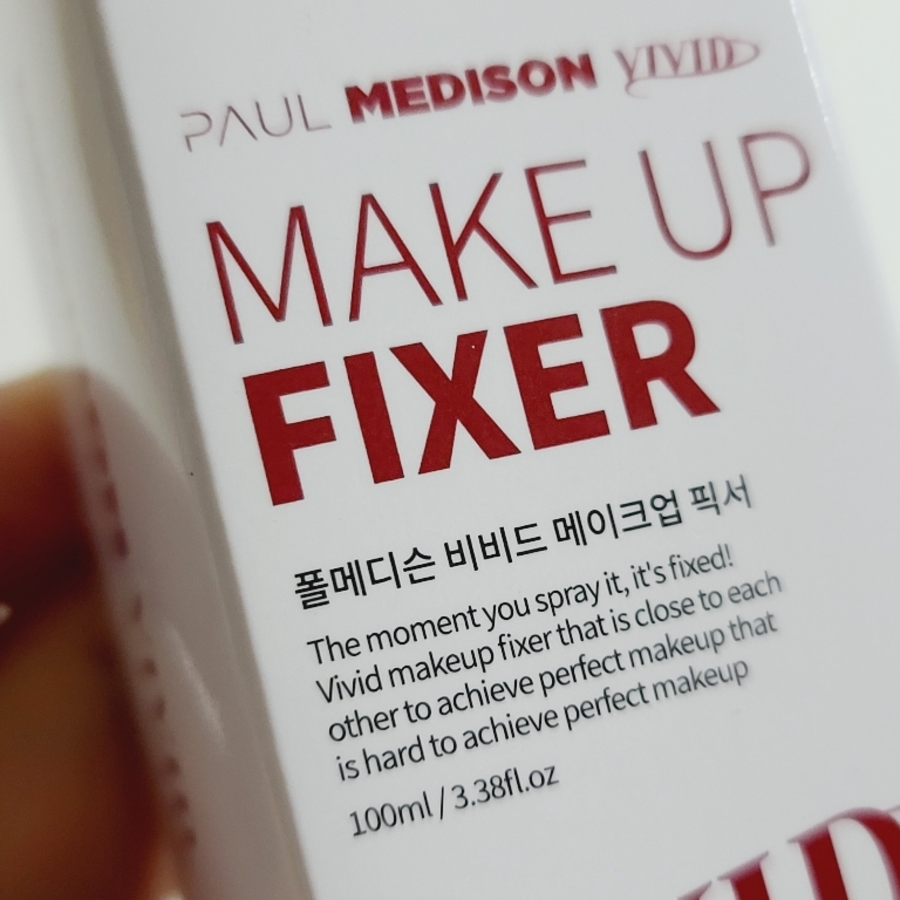 PAUL MEDISON VIVID
MAKE UP
FIXER
폴메디슨 비비드 메이크업 픽서
The moment you spray it, it's fixed!
Vivid makeup fixer that is close to each
other to achieve perfect makeup that
is hard to achieve perfect makeup
100ml / 3.38fl.oz